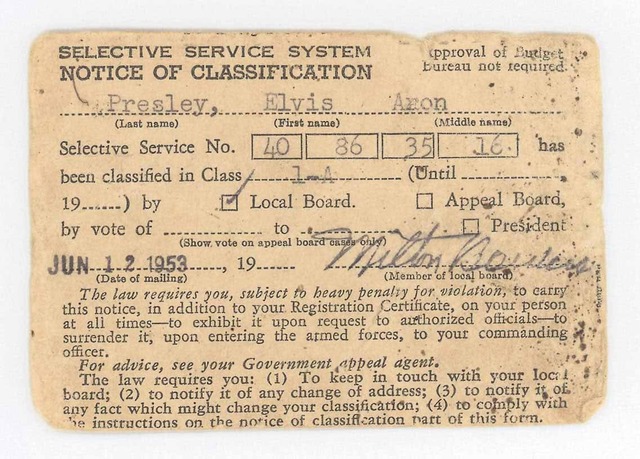 SELECTIVE SERVICE SYSTEM
NOTICE OF CLASSIFICATION
pproval of Budget
Bureau not required
Presley, Elvis Aron
(Last name) (First name) (Middle name)
Selective Service No. 40 86 35 16 has
been classified in Class 1-A (Until ............,
19......) by Local Board. Appeal Board,
by vote of ............ to ............ President
(Show vote on appeal board cases only)
JUN 12 1953, 19...... Milton Bowers
(Date of mailing) (Member of local board)
The law requires you, subject to heavy penalty for violation, to carry
this notice, in addition to your Registration Certificate, on your person
at all times—to exhibit it upon request to authorized officials—to
surrender it, upon entering the armed forces, to your commanding
officer.
For advice, see your Government appeal agent.
The law requires you: (1) To keep in touch with your local
board; (2) to notify it of any change of address; (3) to notify it of
any fact which might change your classification; (4) to comply with
he instructions on the notice of classification part of this form.